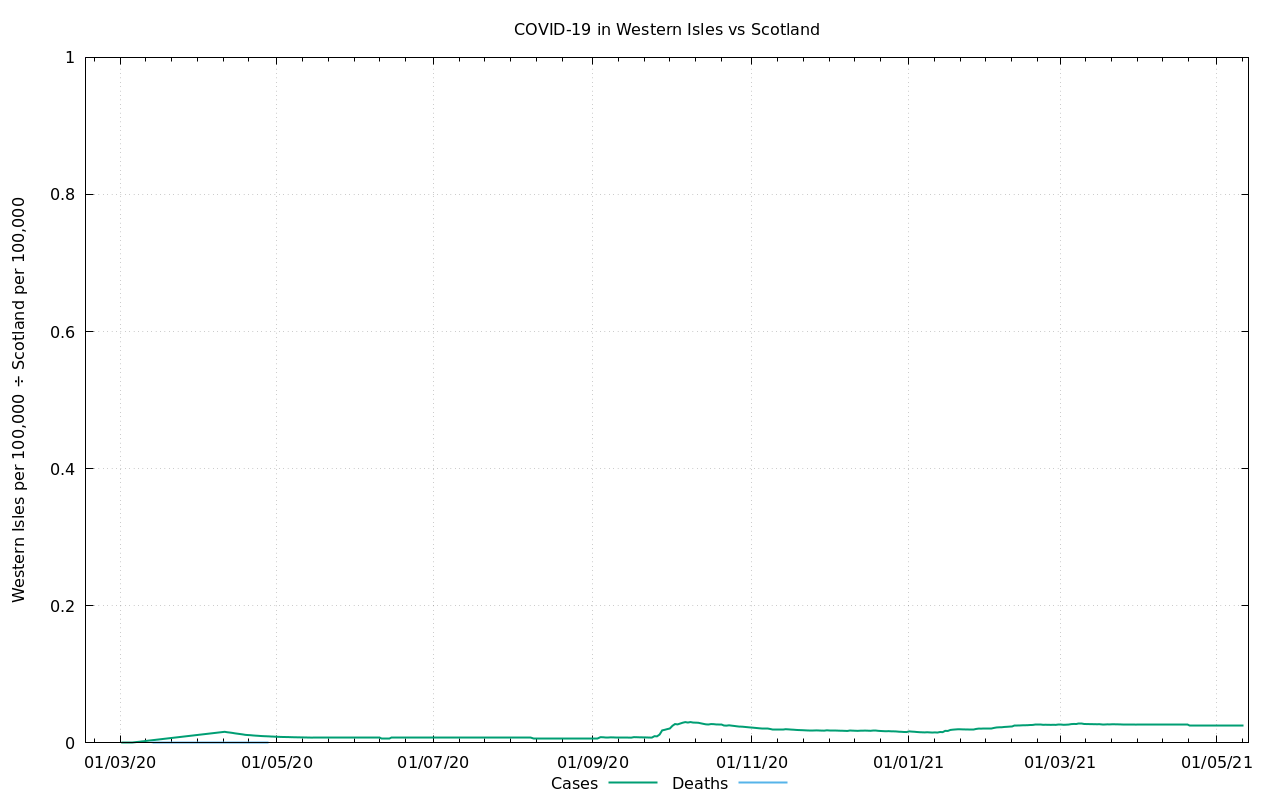 COVID-19 in Western Isles vs Scotland
Western Isles per 100,000 ÷ Scotland per 100,000
1
0.8
0.6
0.4
0.2
0
01/03/20 01/05/20 01/07/20 01/09/20 01/11/20 01/01/21 01/03/21 01/05/21
Cases Deaths